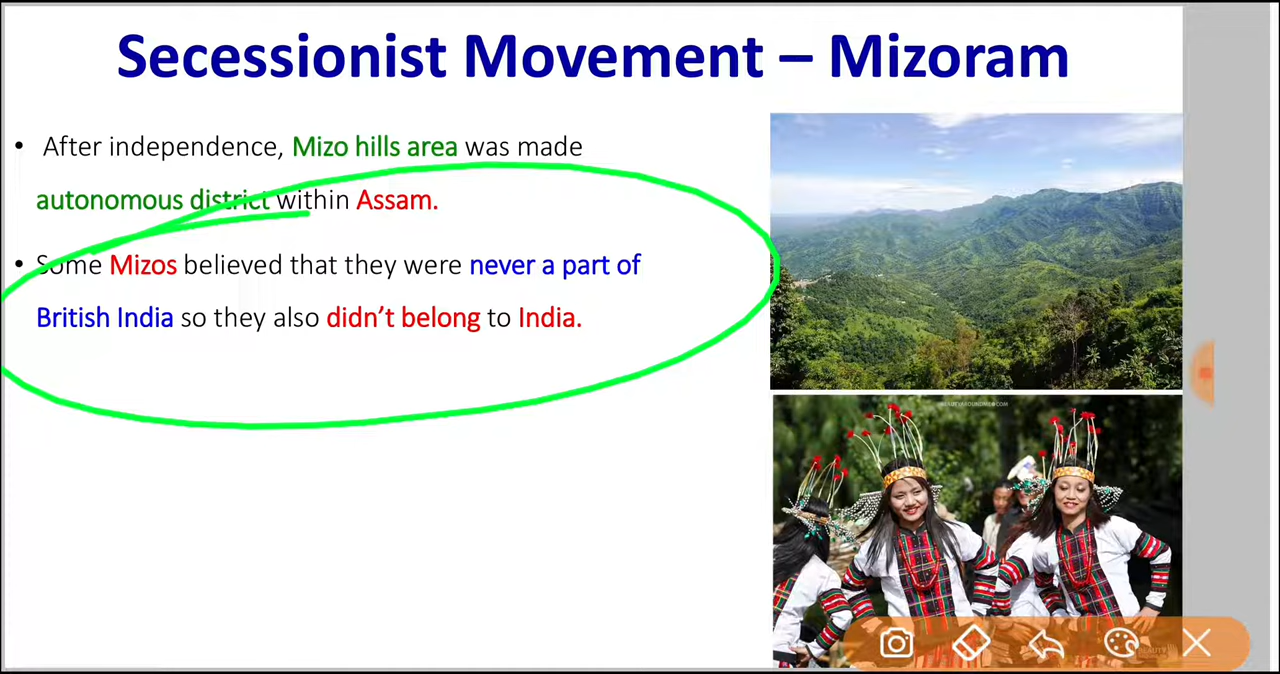 Secessionist Movement – Mizoram
• After independence, Mizo hills area was made
autonomous district within Assam.
• Some Mizos believed that they were never a part of
British India so they also didn’t belong to India.